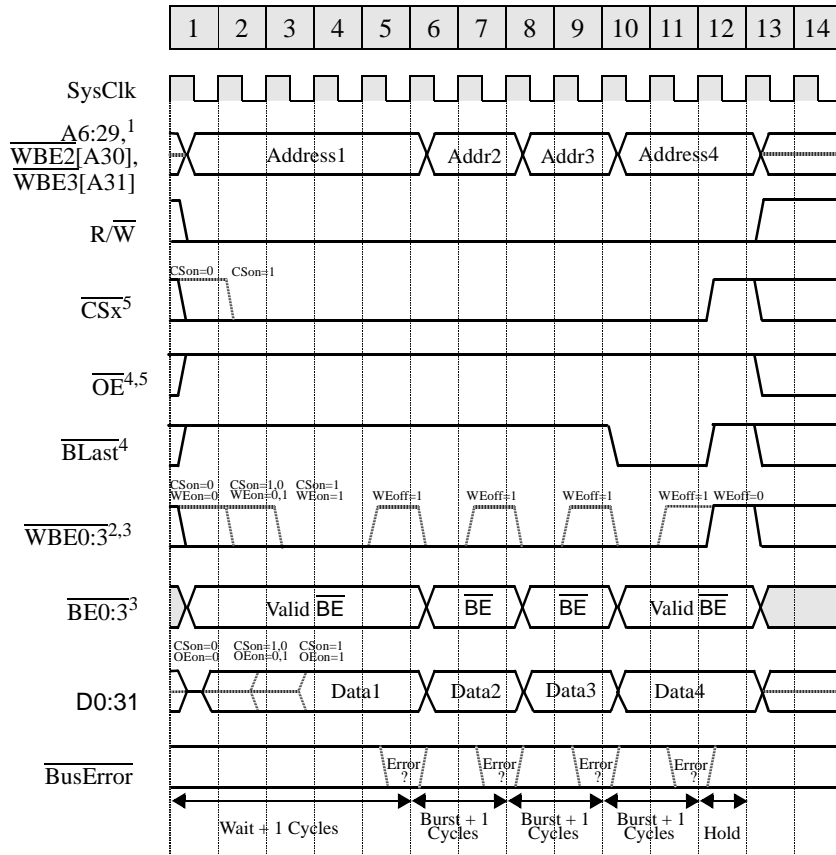 1 2 3 4 5 6 7 8 9 10 11 12 13 14
SysClk
A6:29,1
WBE2[A30],
WBE3[A31]
Address1 Addr2 Addr3 Address4
R/W
CSon=0 CSon=1
CSx5
OE4,5
BLast4
CSon=0 CSon=1,0 CSon=1
WEon=0 WEon=0,1 WEon=1 WEoff=1 WEoff=1 WEoff=1 WEoff=1 WEoff=0
WBE0:32,3
BE0:33
Valid BE BE BE Valid BE
CSon=0 CSon=1,0 CSon=1
OEon=0 OEon=0,1 OEon=1
D0:31
Data1 Data2 Data3 Data4
BusError
Error Error Error Error
? ? ? ?
Wait + 1 Cycles Burst + 1 Burst + 1 Burst + 1 Hold
Cycles Cycles Cycles